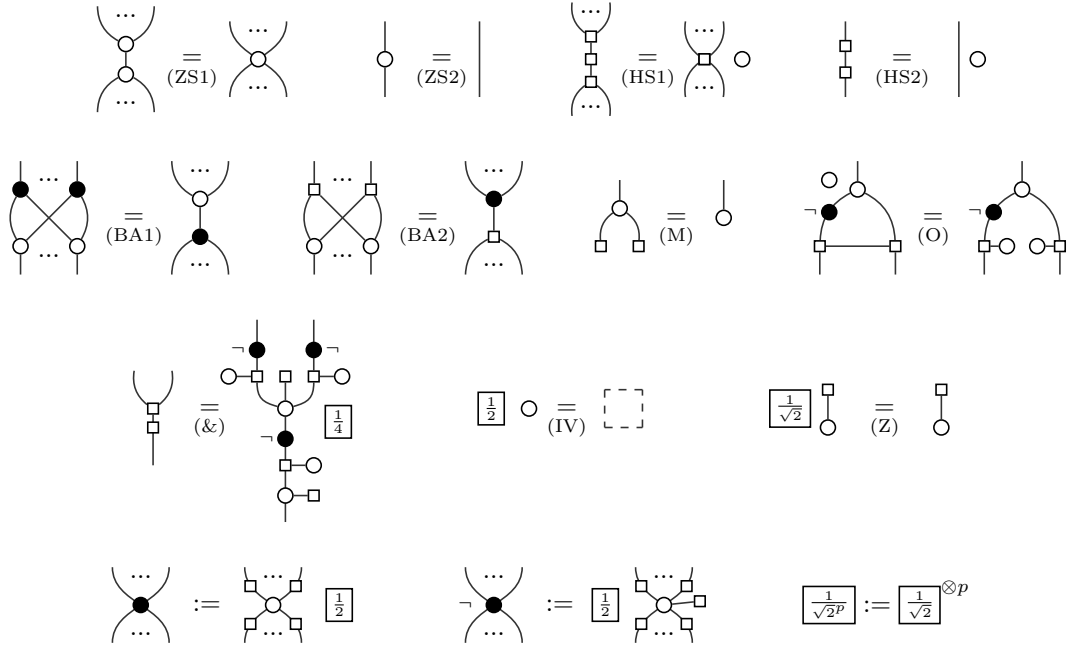 ... ... ... ...
= = = =
(ZS1) (ZS2) (HS1) (HS2)
... ... ... ...
... ... ... ...
¬ ¬
= = = =
(BA1) (BA2) (M) (O)
... ... ... ...
¬ ¬
= 1/4 1/2 = 1/√2 =
(&) (IV) (Z)
¬
... ... ... ...
:= 1/2 ¬ := 1/2 1/√2^p := 1/√2 ^⊗p
... ... ... ...